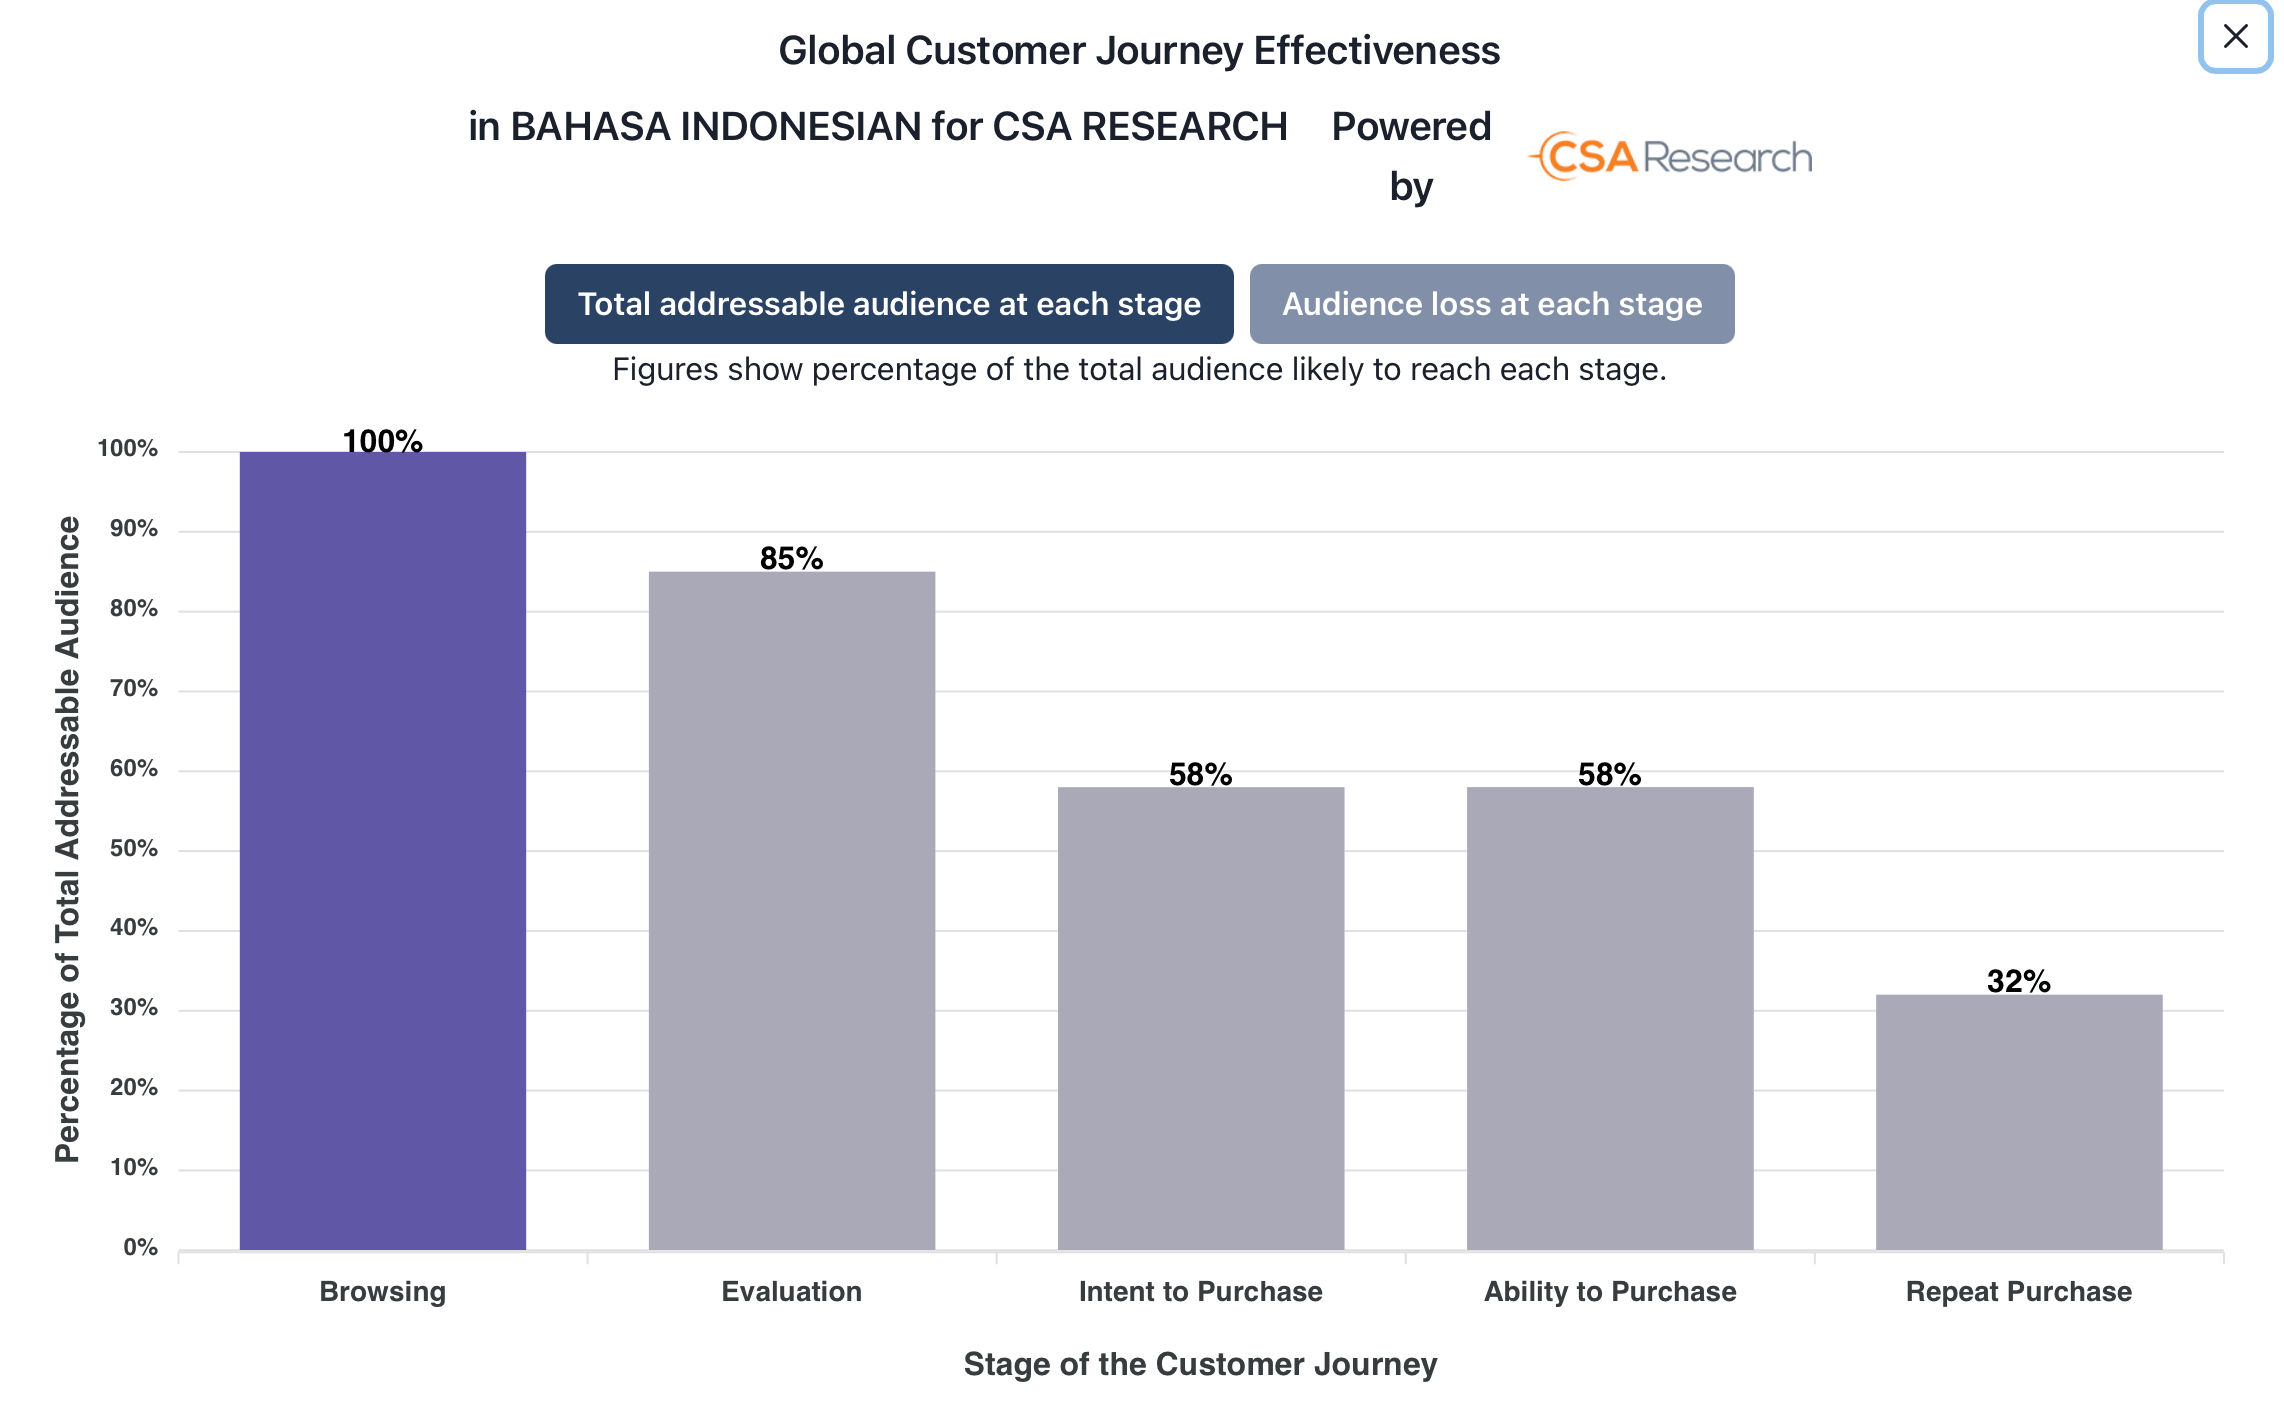 Global Customer Journey Effectiveness
in BAHASA INDONESIAN for CSA RESEARCH
Powered
by
CSA Research
Total addressable audience at each stage
Audience loss at each stage
Figures show percentage of the total audience likely to reach each stage.
Percentage of Total Addressable Audience
100%
90%
80%
70%
60%
50%
40%
30%
20%
10%
0%
100%
85%
58%
58%
32%
Browsing
Evaluation
Intent to Purchase
Ability to Purchase
Repeat Purchase
Stage of the Customer Journey